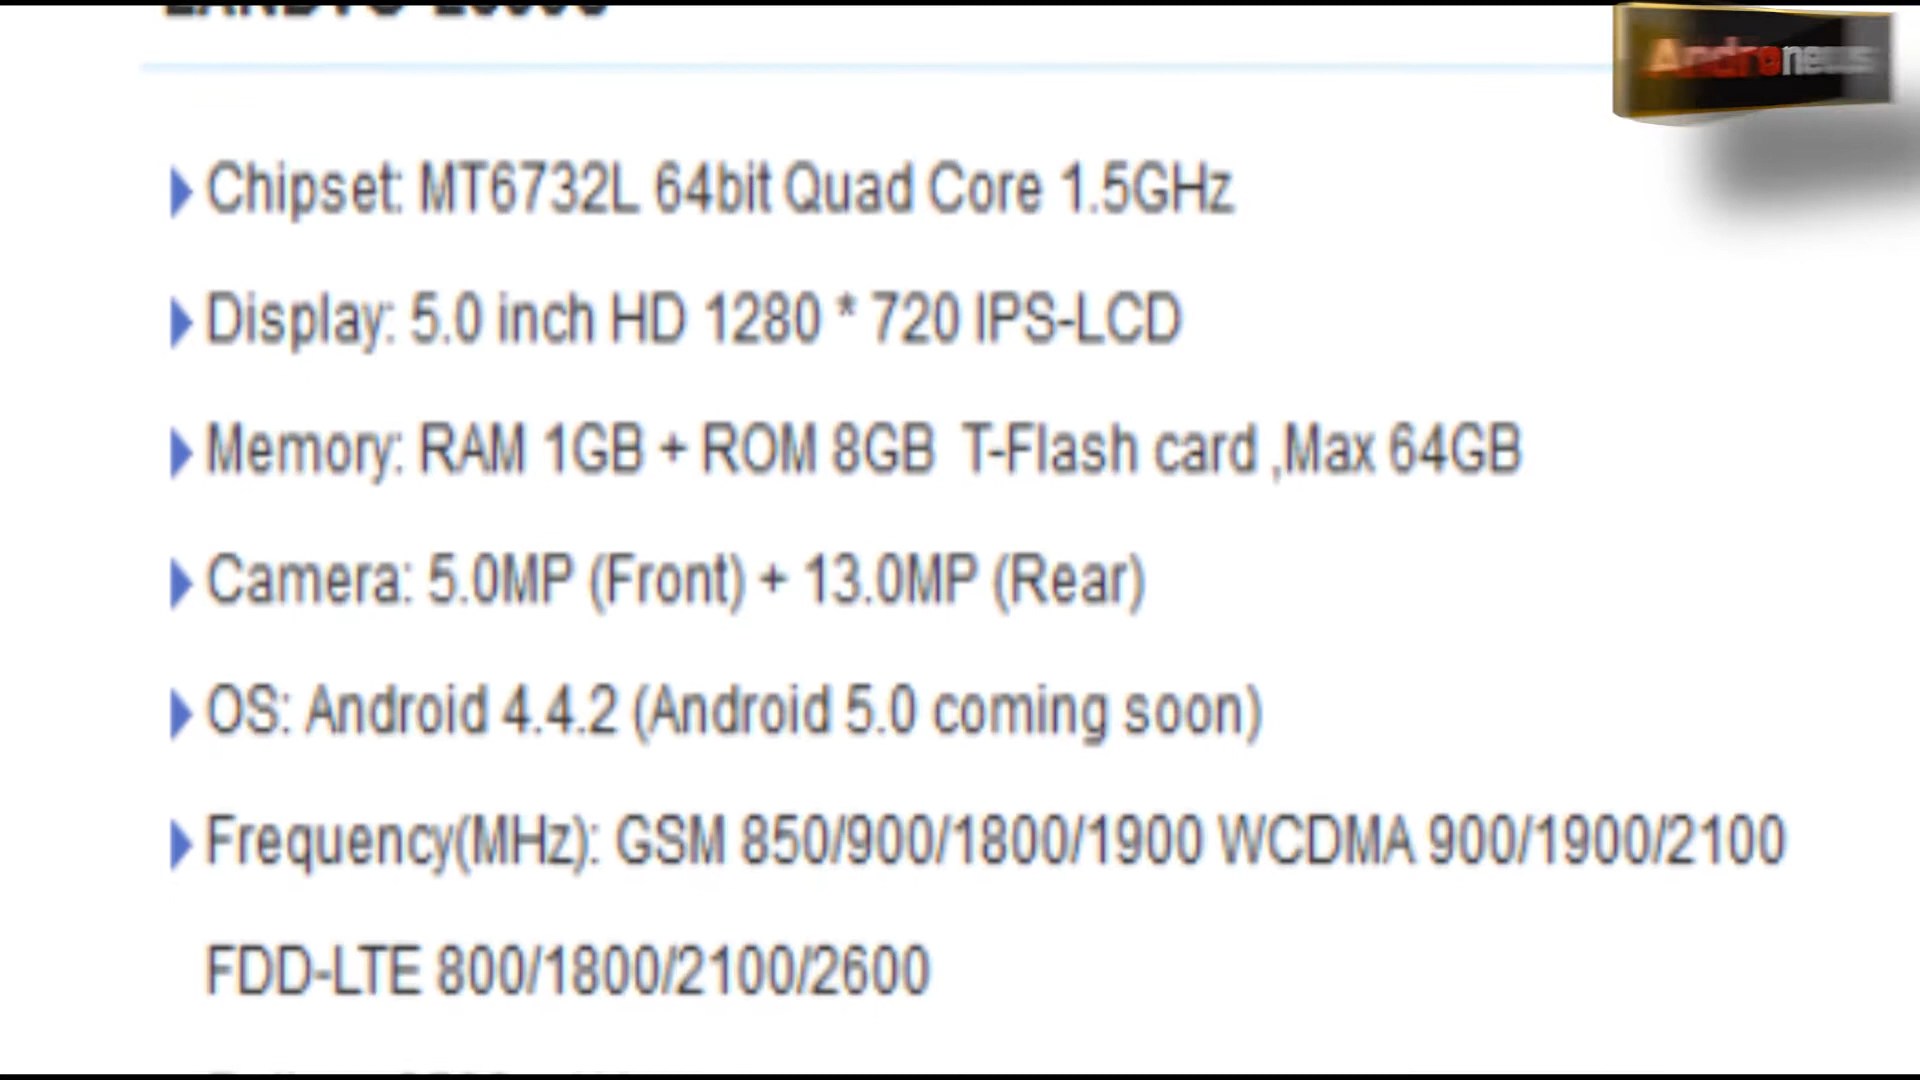 Andronews
Chipset: MT6732L 64bit Quad Core 1.5GHz
Display: 5.0 inch HD 1280 * 720 IPS-LCD
Memory: RAM 1GB + ROM 8GB  T-Flash card ,Max 64GB
Camera: 5.0MP (Front) + 13.0MP (Rear)
OS: Android 4.4.2 (Android 5.0 coming soon)
Frequency(MHz): GSM 850/900/1800/1900 WCDMA 900/1900/2100
FDD-LTE 800/1800/2100/2600